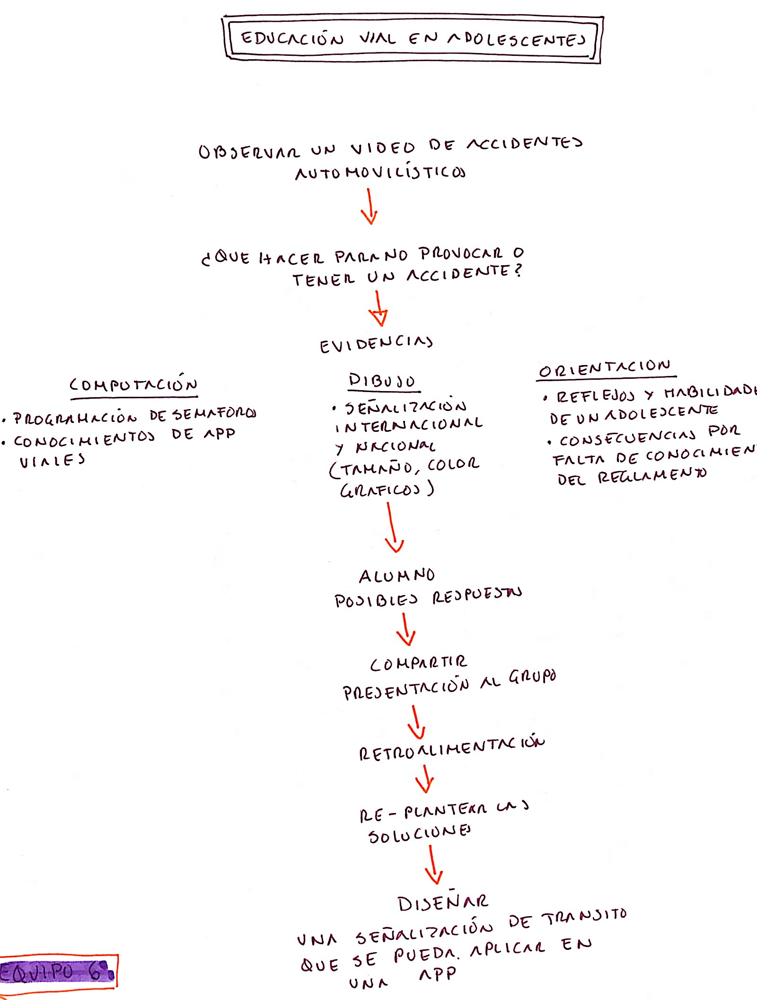 EDUCACIÓN VIAL EN ADOLESCENTES
OBSERVAR UN VIDEO DE ACCIDENTES
AUTOMOVILÍSTICOS
¿QUE HACER PARA NO PROVOCAR O
TENER UN ACCIDENTE?
EVIDENCIAS
COMPUTACIÓN
• PROGRAMACIÓN DE SEMAFOROS
• CONOCIMIENTOS DE APP
VIALES
DIBUJO
• SEÑALIZACIÓN
INTERNACIONAL
Y NACIONAL
(TAMAÑO, COLOR
GRAFICOS)
ORIENTACION
• REFLEJOS Y HABILIDADE
DE UN ADOLESCENTE
• CONSECUENCIAS POR
FALTA DE CONOCIMIEN
DEL REGLAMENTO
ALUMNO
POSIBLES RESPUESTAS
COMPARTIR
PRESENTACIÓN AL GRUPO
RETROALIMENTACIÓN
RE-PLANTEAR LAS
SOLUCIONES
DISEÑAR
UNA SEÑALIZACIÓN DE TRANSITO
QUE SE PUEDA. APLICAR EN
UNA APP
EQUIPO 6